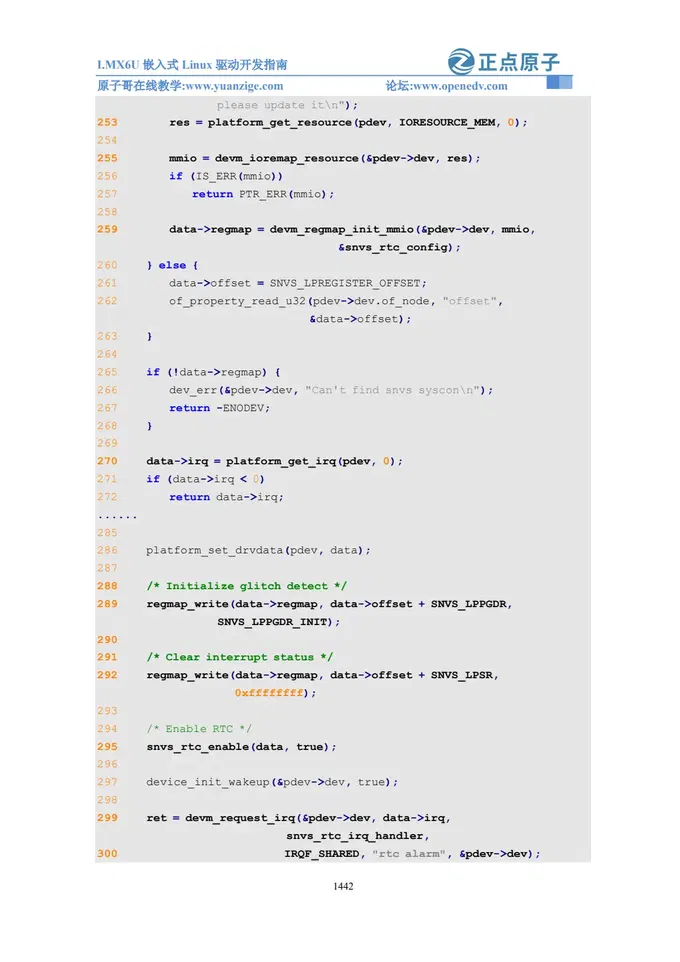 I.MX6U 嵌入式 Linux 驱动开发指南
正点原子
原子哥在线教学:www.yuanzige.com 论坛:www.openedv.com
please update it\n");
253 res = platform_get_resource(pdev, IORESOURCE_MEM, 0);
254
255 mmio = devm_ioremap_resource(&pdev->dev, res);
256 if (IS_ERR(mmio))
257 return PTR_ERR(mmio);
258
259 data->regmap = devm_regmap_init_mmio(&pdev->dev, mmio,
&snvs_rtc_config);
260 } else {
261 data->offset = SNVS_LPREGISTER_OFFSET;
262 of_property_read_u32(pdev->dev.of_node, "offset",
&data->offset);
263 }
264
265 if (!data->regmap) {
266 dev_err(&pdev->dev, "Can't find snvs syscon\n");
267 return -ENODEV;
268 }
269
270 data->irq = platform_get_irq(pdev, 0);
271 if (data->irq < 0)
272 return data->irq;
......
285
286 platform_set_drvdata(pdev, data);
287
288 /* Initialize glitch detect */
289 regmap_write(data->regmap, data->offset + SNVS_LPPGDR,
SNVS_LPPGDR_INIT);
290
291 /* Clear interrupt status */
292 regmap_write(data->regmap, data->offset + SNVS_LPSR,
0xffffffff);
293
294 /* Enable RTC */
295 snvs_rtc_enable(data, true);
296
297 device_init_wakeup(&pdev->dev, true);
298
299 ret = devm_request_irq(&pdev->dev, data->irq,
snvs_rtc_irq_handler,
300 IRQF_SHARED, "rtc alarm", &pdev->dev);
1442